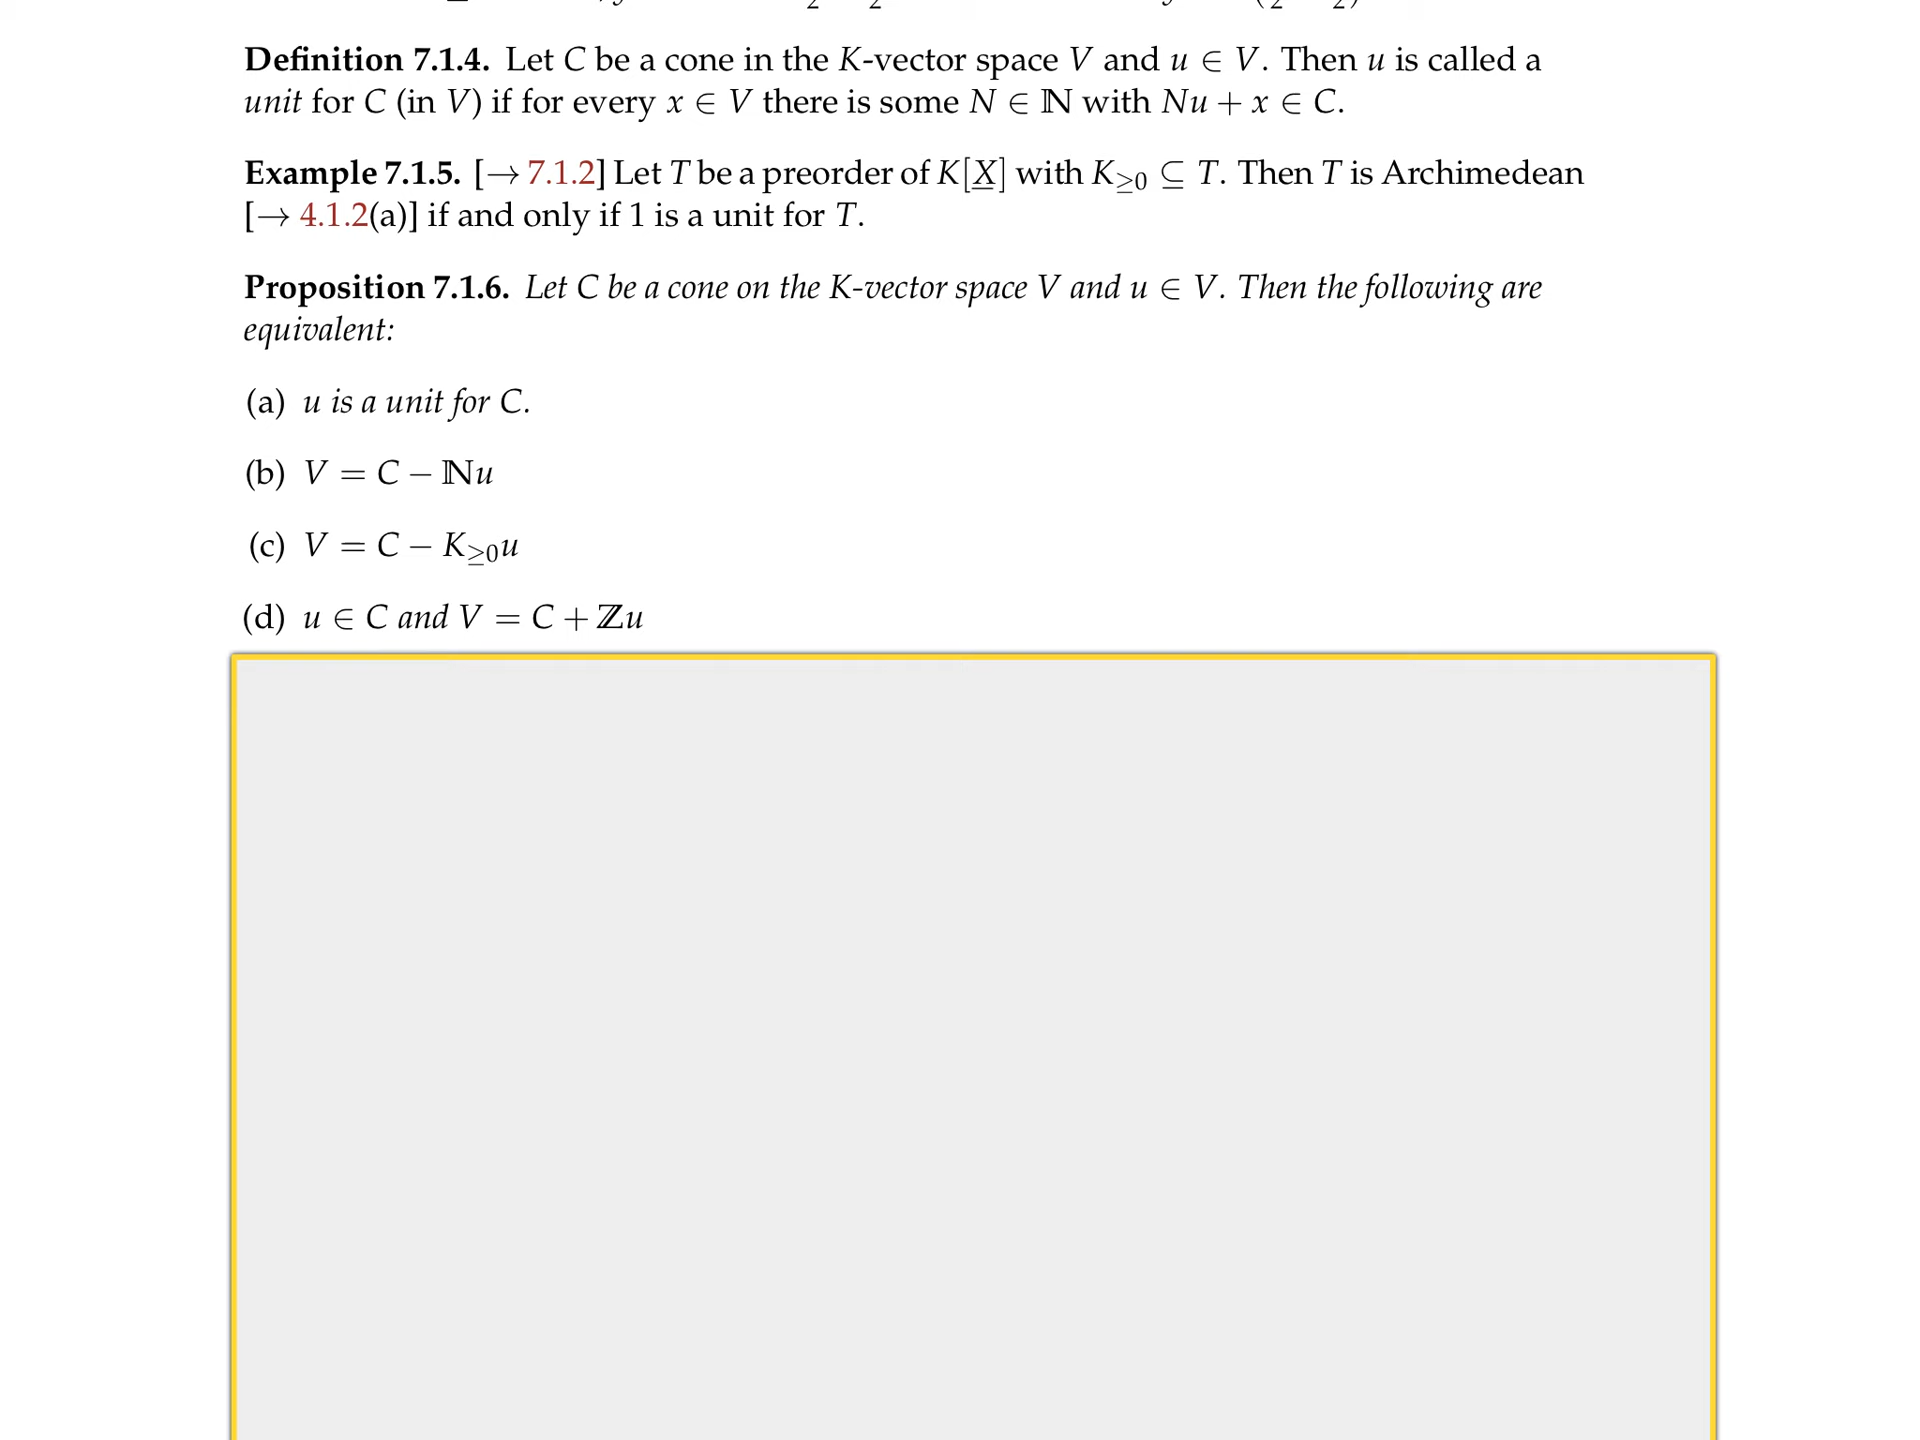 Definition 7.1.4. Let C be a cone in the K-vector space V and u ∈ V. Then u is called a
unit for C (in V) if for every x ∈ V there is some N ∈ ℕ with Nu + x ∈ C.
Example 7.1.5. [→ 7.1.2] Let T be a preorder of K[X] with K≥0 ⊆ T. Then T is Archimedean
[→ 4.1.2(a)] if and only if 1 is a unit for T.
Proposition 7.1.6. Let C be a cone on the K-vector space V and u ∈ V. Then the following are
equivalent:
(a) u is a unit for C.
(b) V = C − ℕu
(c) V = C − K≥0u
(d) u ∈ C and V = C + ℤu